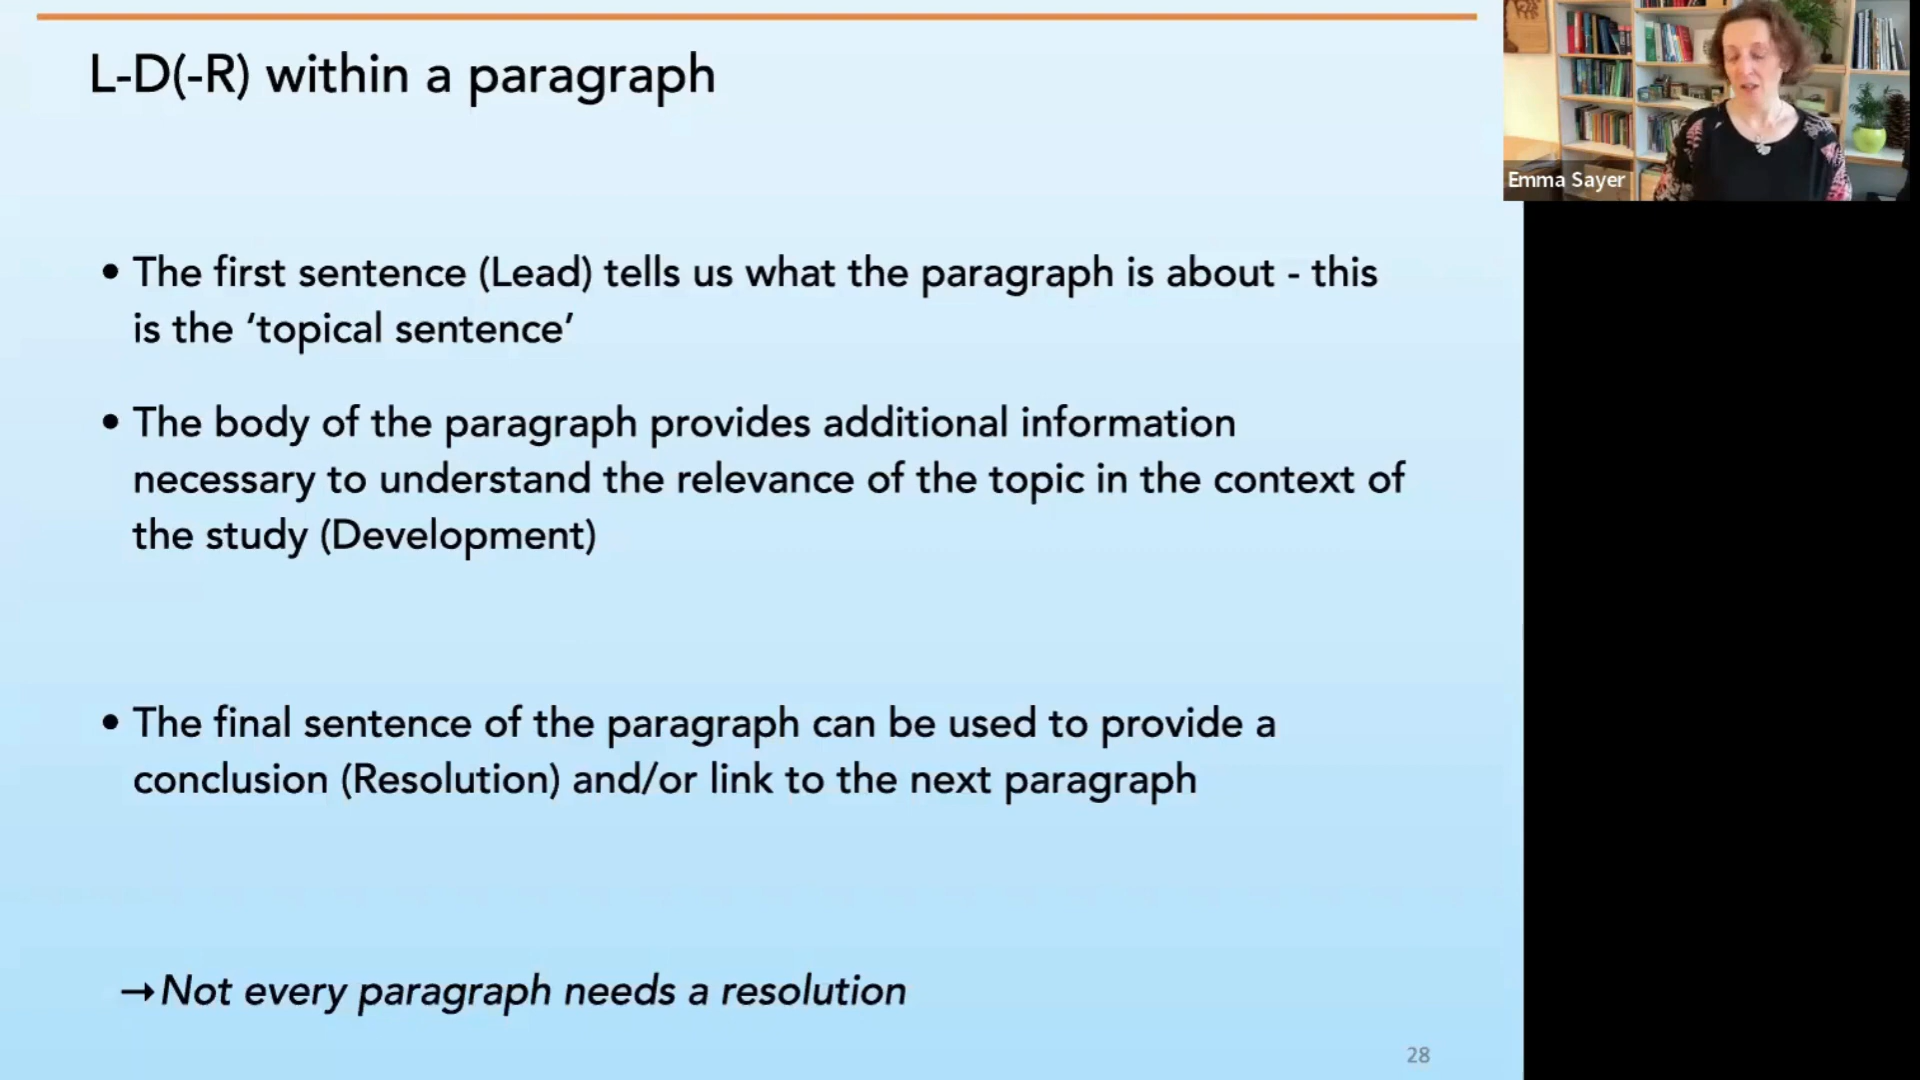 L-D(-R) within a paragraph
Emma Sayer
• The first sentence (Lead) tells us what the paragraph is about - this
is the ‘topical sentence’
• The body of the paragraph provides additional information
necessary to understand the relevance of the topic in the context of
the study (Development)
• The final sentence of the paragraph can be used to provide a
conclusion (Resolution) and/or link to the next paragraph
→Not every paragraph needs a resolution
28